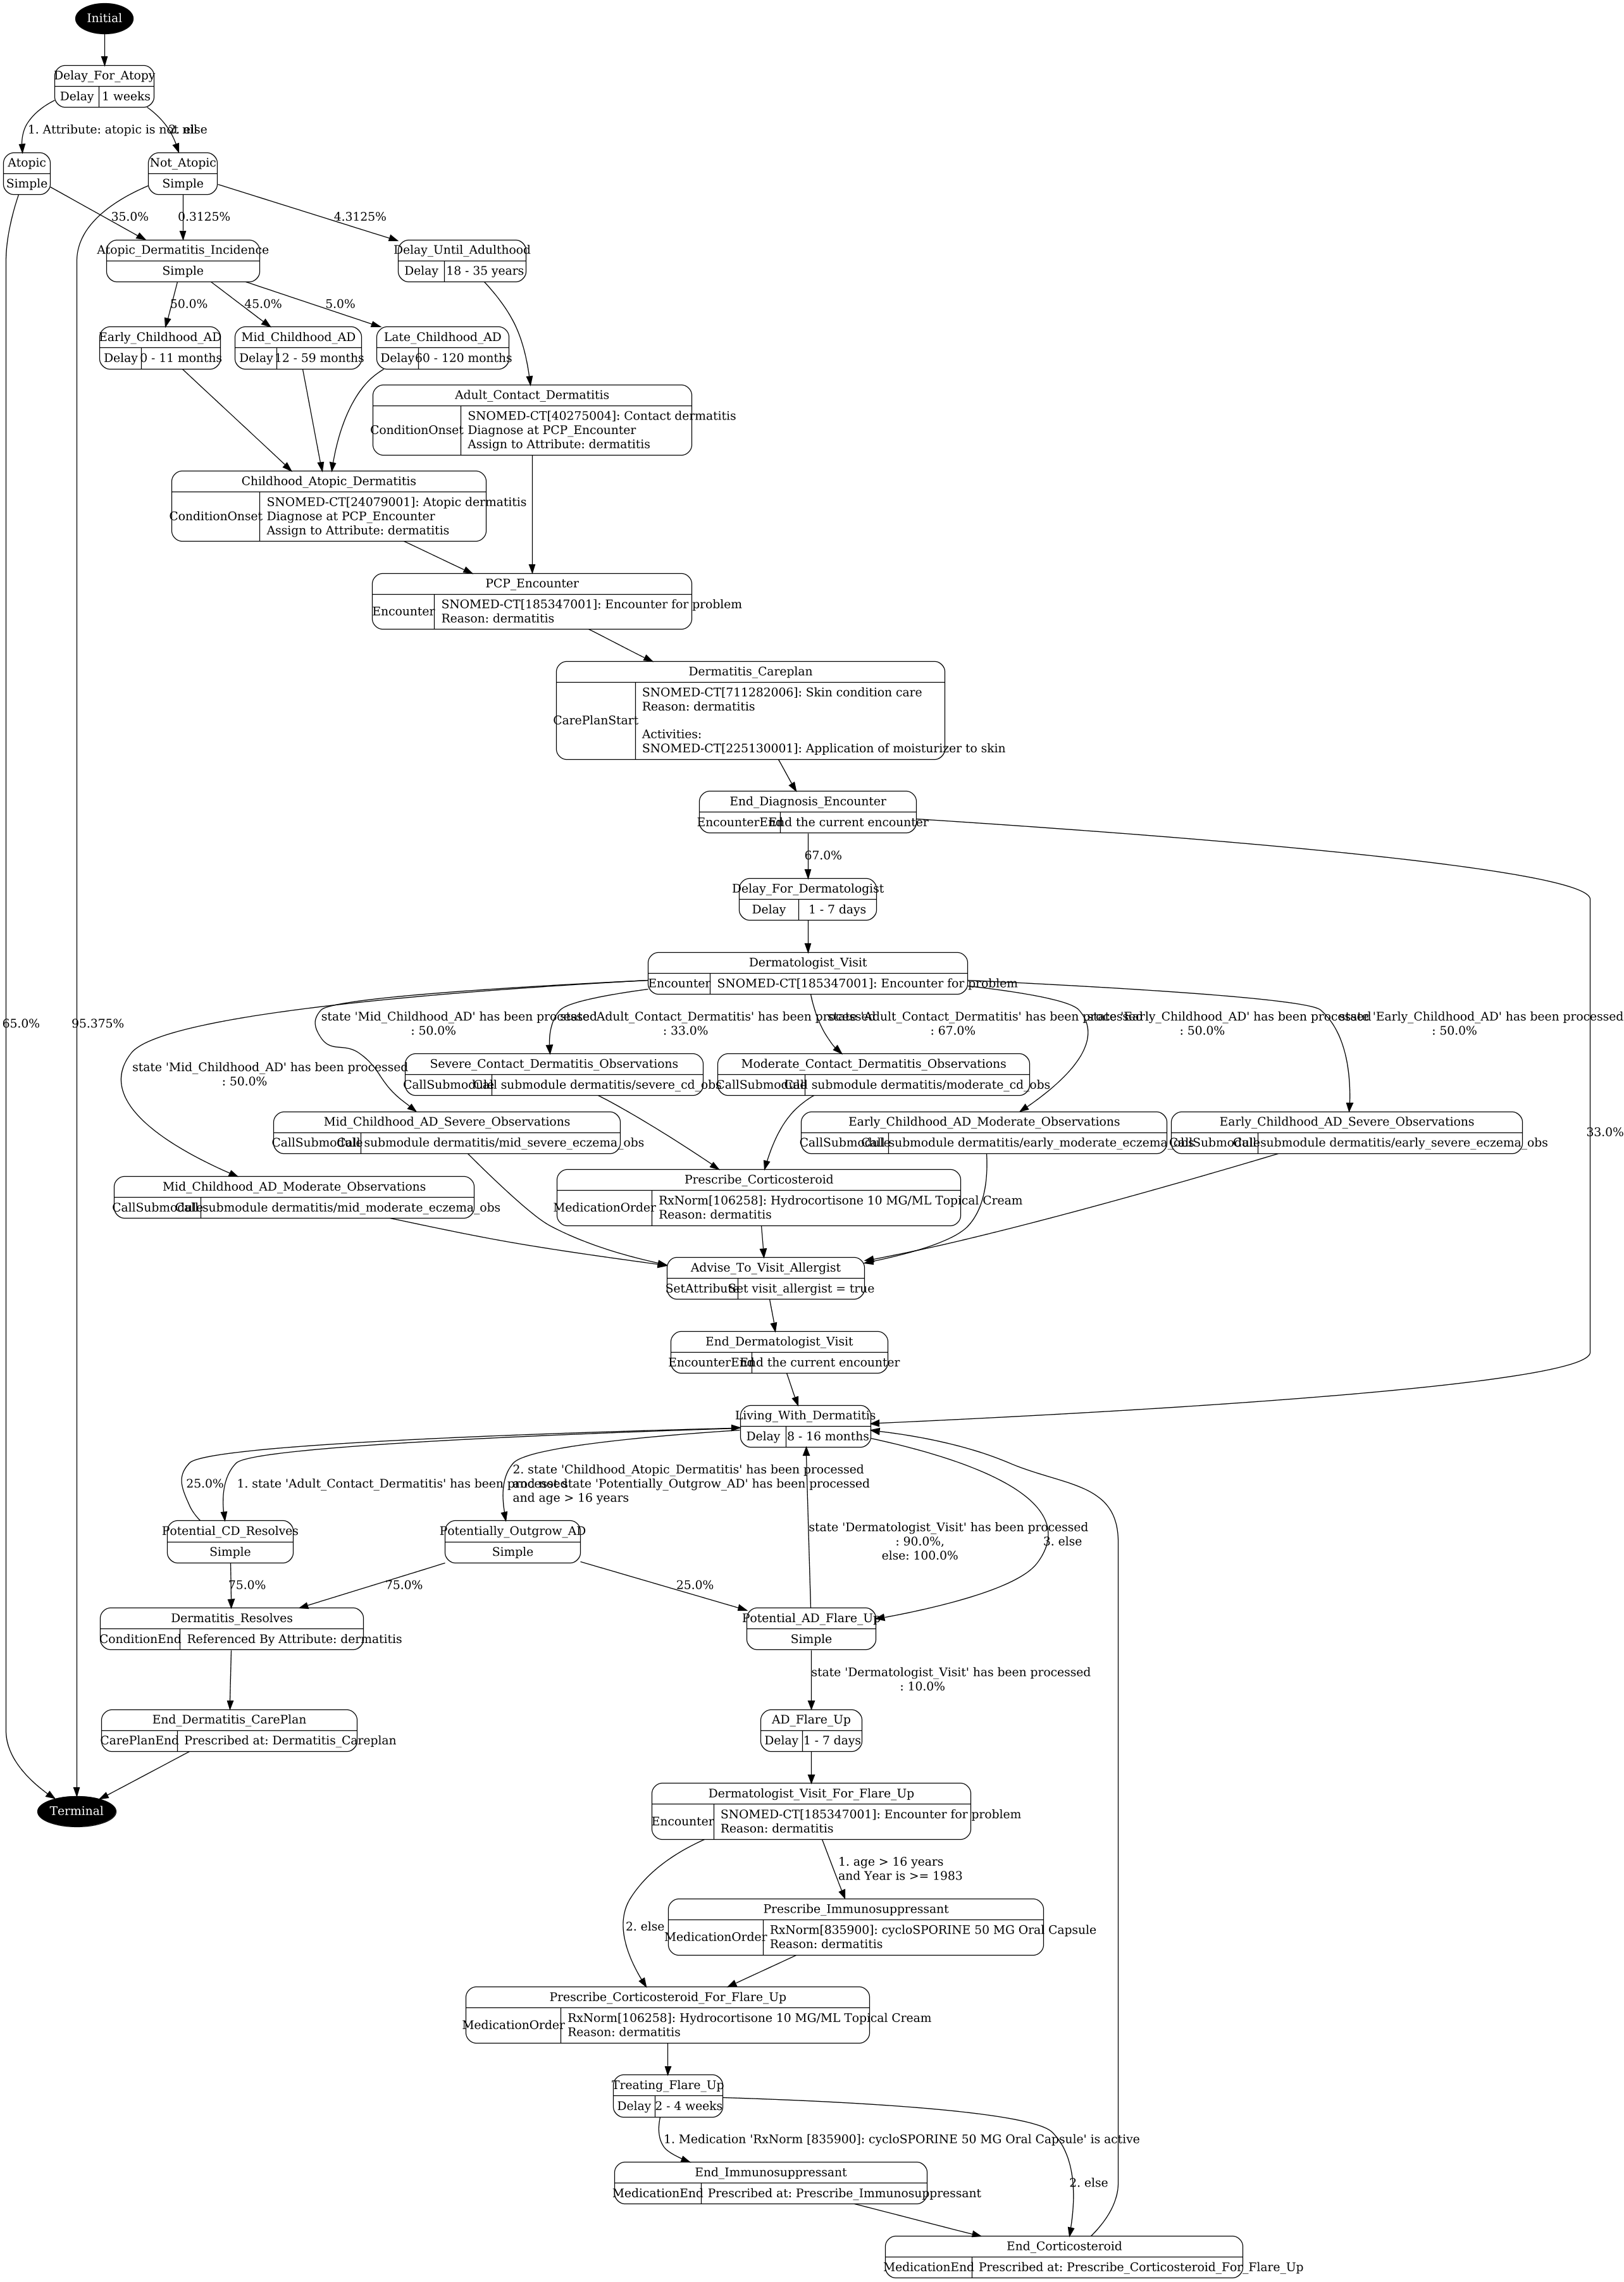 Initial
Delay_For_Atopy
Delay
1 weeks
1. Attribute: atopic is not nil
2. else
Atopic
Simple
Not_Atopic
Simple
35.0%
0.3125%
4.3125%
Atopic_Dermatitis_Incidence
Simple
Delay_Until_Adulthood
Delay
18 - 35 years
50.0%
45.0%
5.0%
Early_Childhood_AD
Delay
0 - 11 months
Mid_Childhood_AD
Delay
12 - 59 months
Late_Childhood_AD
Delay
60 - 120 months
Adult_Contact_Dermatitis
ConditionOnset
SNOMED-CT[40275004]: Contact dermatitis
Diagnose at PCP_Encounter
Assign to Attribute: dermatitis
Childhood_Atopic_Dermatitis
ConditionOnset
SNOMED-CT[24079001]: Atopic dermatitis
Diagnose at PCP_Encounter
Assign to Attribute: dermatitis
PCP_Encounter
Encounter
SNOMED-CT[185347001]: Encounter for problem
Reason: dermatitis
Dermatitis_Careplan
CarePlanStart
SNOMED-CT[711282006]: Skin condition care
Reason: dermatitis
Activities:
SNOMED-CT[225130001]: Application of moisturizer to skin
End_Diagnosis_Encounter
EncounterEnd
End the current encounter
67.0%
Delay_For_Dermatologist
Delay
1 - 7 days
Dermatologist_Visit
Encounter
SNOMED-CT[185347001]: Encounter for problem
65.0%
95.375%
state 'Mid_Childhood_AD' has been processed
: 50.0%
state 'Adult_Contact_Dermatitis' has been processed
: 33.0%
state 'Adult_Contact_Dermatitis' has been processed
: 67.0%
state 'Early_Childhood_AD' has been processed
: 50.0%
state 'Early_Childhood_AD' has been processed
: 50.0%
state 'Mid_Childhood_AD' has been processed
: 50.0%
Severe_Contact_Dermatitis_Observations
CallSubmodule
Call submodule dermatitis/severe_cd_obs
Moderate_Contact_Dermatitis_Observations
CallSubmodule
Call submodule dermatitis/moderate_cd_obs
Mid_Childhood_AD_Severe_Observations
CallSubmodule
Call submodule dermatitis/mid_severe_eczema_obs
Early_Childhood_AD_Moderate_Observations
CallSubmodule
Call submodule dermatitis/early_moderate_eczema_obs
Early_Childhood_AD_Severe_Observations
CallSubmodule
Call submodule dermatitis/early_severe_eczema_obs
33.0%
Mid_Childhood_AD_Moderate_Observations
CallSubmodule
Call submodule dermatitis/mid_moderate_eczema_obs
Prescribe_Corticosteroid
MedicationOrder
RxNorm[106258]: Hydrocortisone 10 MG/ML Topical Cream
Reason: dermatitis
Advise_To_Visit_Allergist
SetAttribute
Set visit_allergist = true
End_Dermatologist_Visit
EncounterEnd
End the current encounter
Living_With_Dermatitis
Delay
8 - 16 months
25.0%
1. state 'Adult_Contact_Dermatitis' has been processed
2. state 'Childhood_Atopic_Dermatitis' has been processed
and not state 'Potentially_Outgrow_AD' has been processed
and age > 16 years
Potential_CD_Resolves
Simple
Potentially_Outgrow_AD
Simple
state 'Dermatologist_Visit' has been processed
: 90.0%,
else: 100.0%
3. else
75.0%
75.0%
25.0%
Dermatitis_Resolves
ConditionEnd
Referenced By Attribute: dermatitis
Potential_AD_Flare_Up
Simple
state 'Dermatologist_Visit' has been processed
: 10.0%
End_Dermatitis_CarePlan
CarePlanEnd
Prescribed at: Dermatitis_Careplan
AD_Flare_Up
Delay
1 - 7 days
Terminal
Dermatologist_Visit_For_Flare_Up
Encounter
SNOMED-CT[185347001]: Encounter for problem
Reason: dermatitis
1. age > 16 years
and Year is >= 1983
2. else
Prescribe_Immunosuppressant
MedicationOrder
RxNorm[835900]: cycloSPORINE 50 MG Oral Capsule
Reason: dermatitis
Prescribe_Corticosteroid_For_Flare_Up
MedicationOrder
RxNorm[106258]: Hydrocortisone 10 MG/ML Topical Cream
Reason: dermatitis
Treating_Flare_Up
Delay
2 - 4 weeks
1. Medication 'RxNorm [835900]: cycloSPORINE 50 MG Oral Capsule' is active
2. else
End_Immunosuppressant
MedicationEnd
Prescribed at: Prescribe_Immunosuppressant
End_Corticosteroid
MedicationEnd
Prescribed at: Prescribe_Corticosteroid_For_Flare_Up